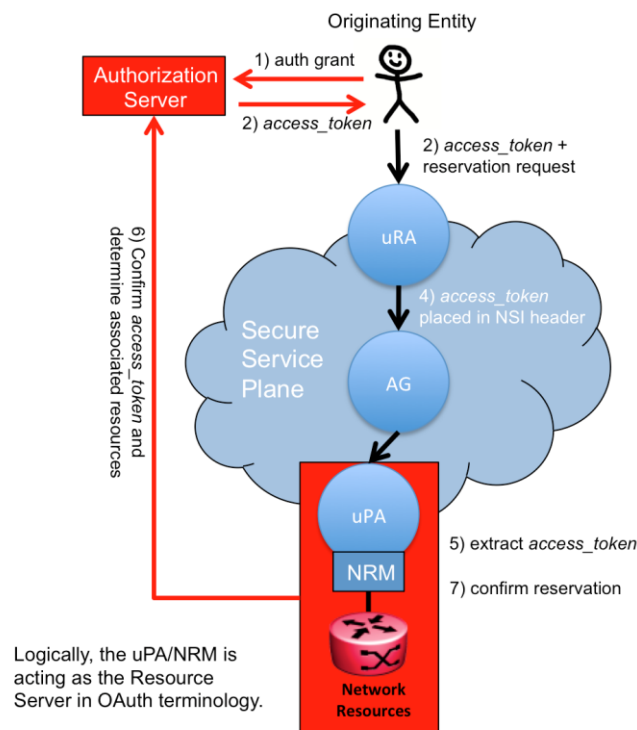 Originating Entity
1) auth grant
Authorization
Server
2) access_token
2) access_token +
reservation request
uRA
6) Confirm access_token and
determine associated resources
4) access_token
placed in NSI header
Secure
Service
Plane
AG
uPA
5) extract access_token
NRM
7) confirm reservation
Logically, the uPA/NRM is
acting as the Resource
Server in OAuth terminology.
Network
Resources